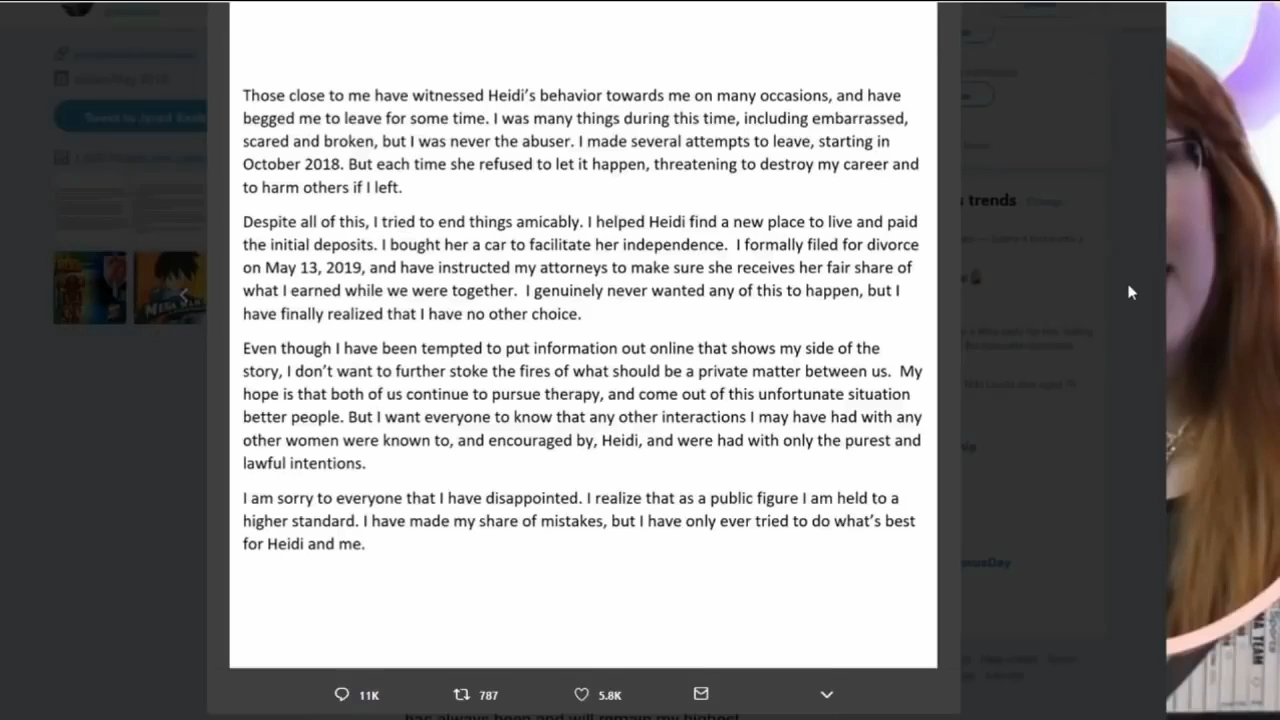 Those close to me have witnessed Heidi's behavior towards me on many occasions, and have
begged me to leave for some time. I was many things during this time, including embarrassed,
scared and broken, but I was never the abuser. I made several attempts to leave, starting in
October 2018. But each time she refused to let it happen, threatening to destroy my career and
to harm others if I left.
Despite all of this, I tried to end things amicably. I helped Heidi find a new place to live and paid
the initial deposits. I bought her a car to facilitate her independence.  I formally filed for divorce
on May 13, 2019, and have instructed my attorneys to make sure she receives her fair share of
what I earned while we were together.  I genuinely never wanted any of this to happen, but I
have finally realized that I have no other choice.
Even though I have been tempted to put information out online that shows my side of the
story, I don't want to further stoke the fires of what should be a private matter between us.  My
hope is that both of us continue to pursue therapy, and come out of this unfortunate situation
better people. But I want everyone to know that any other interactions I may have had with any
other women were known to, and encouraged by, Heidi, and were had with only the purest and
lawful intentions.
I am sorry to everyone that I have disappointed. I realize that as a public figure I am held to a
higher standard. I have made my share of mistakes, but I have only ever tried to do what's best
for Heidi and me.
11K 787 5.8K
trends